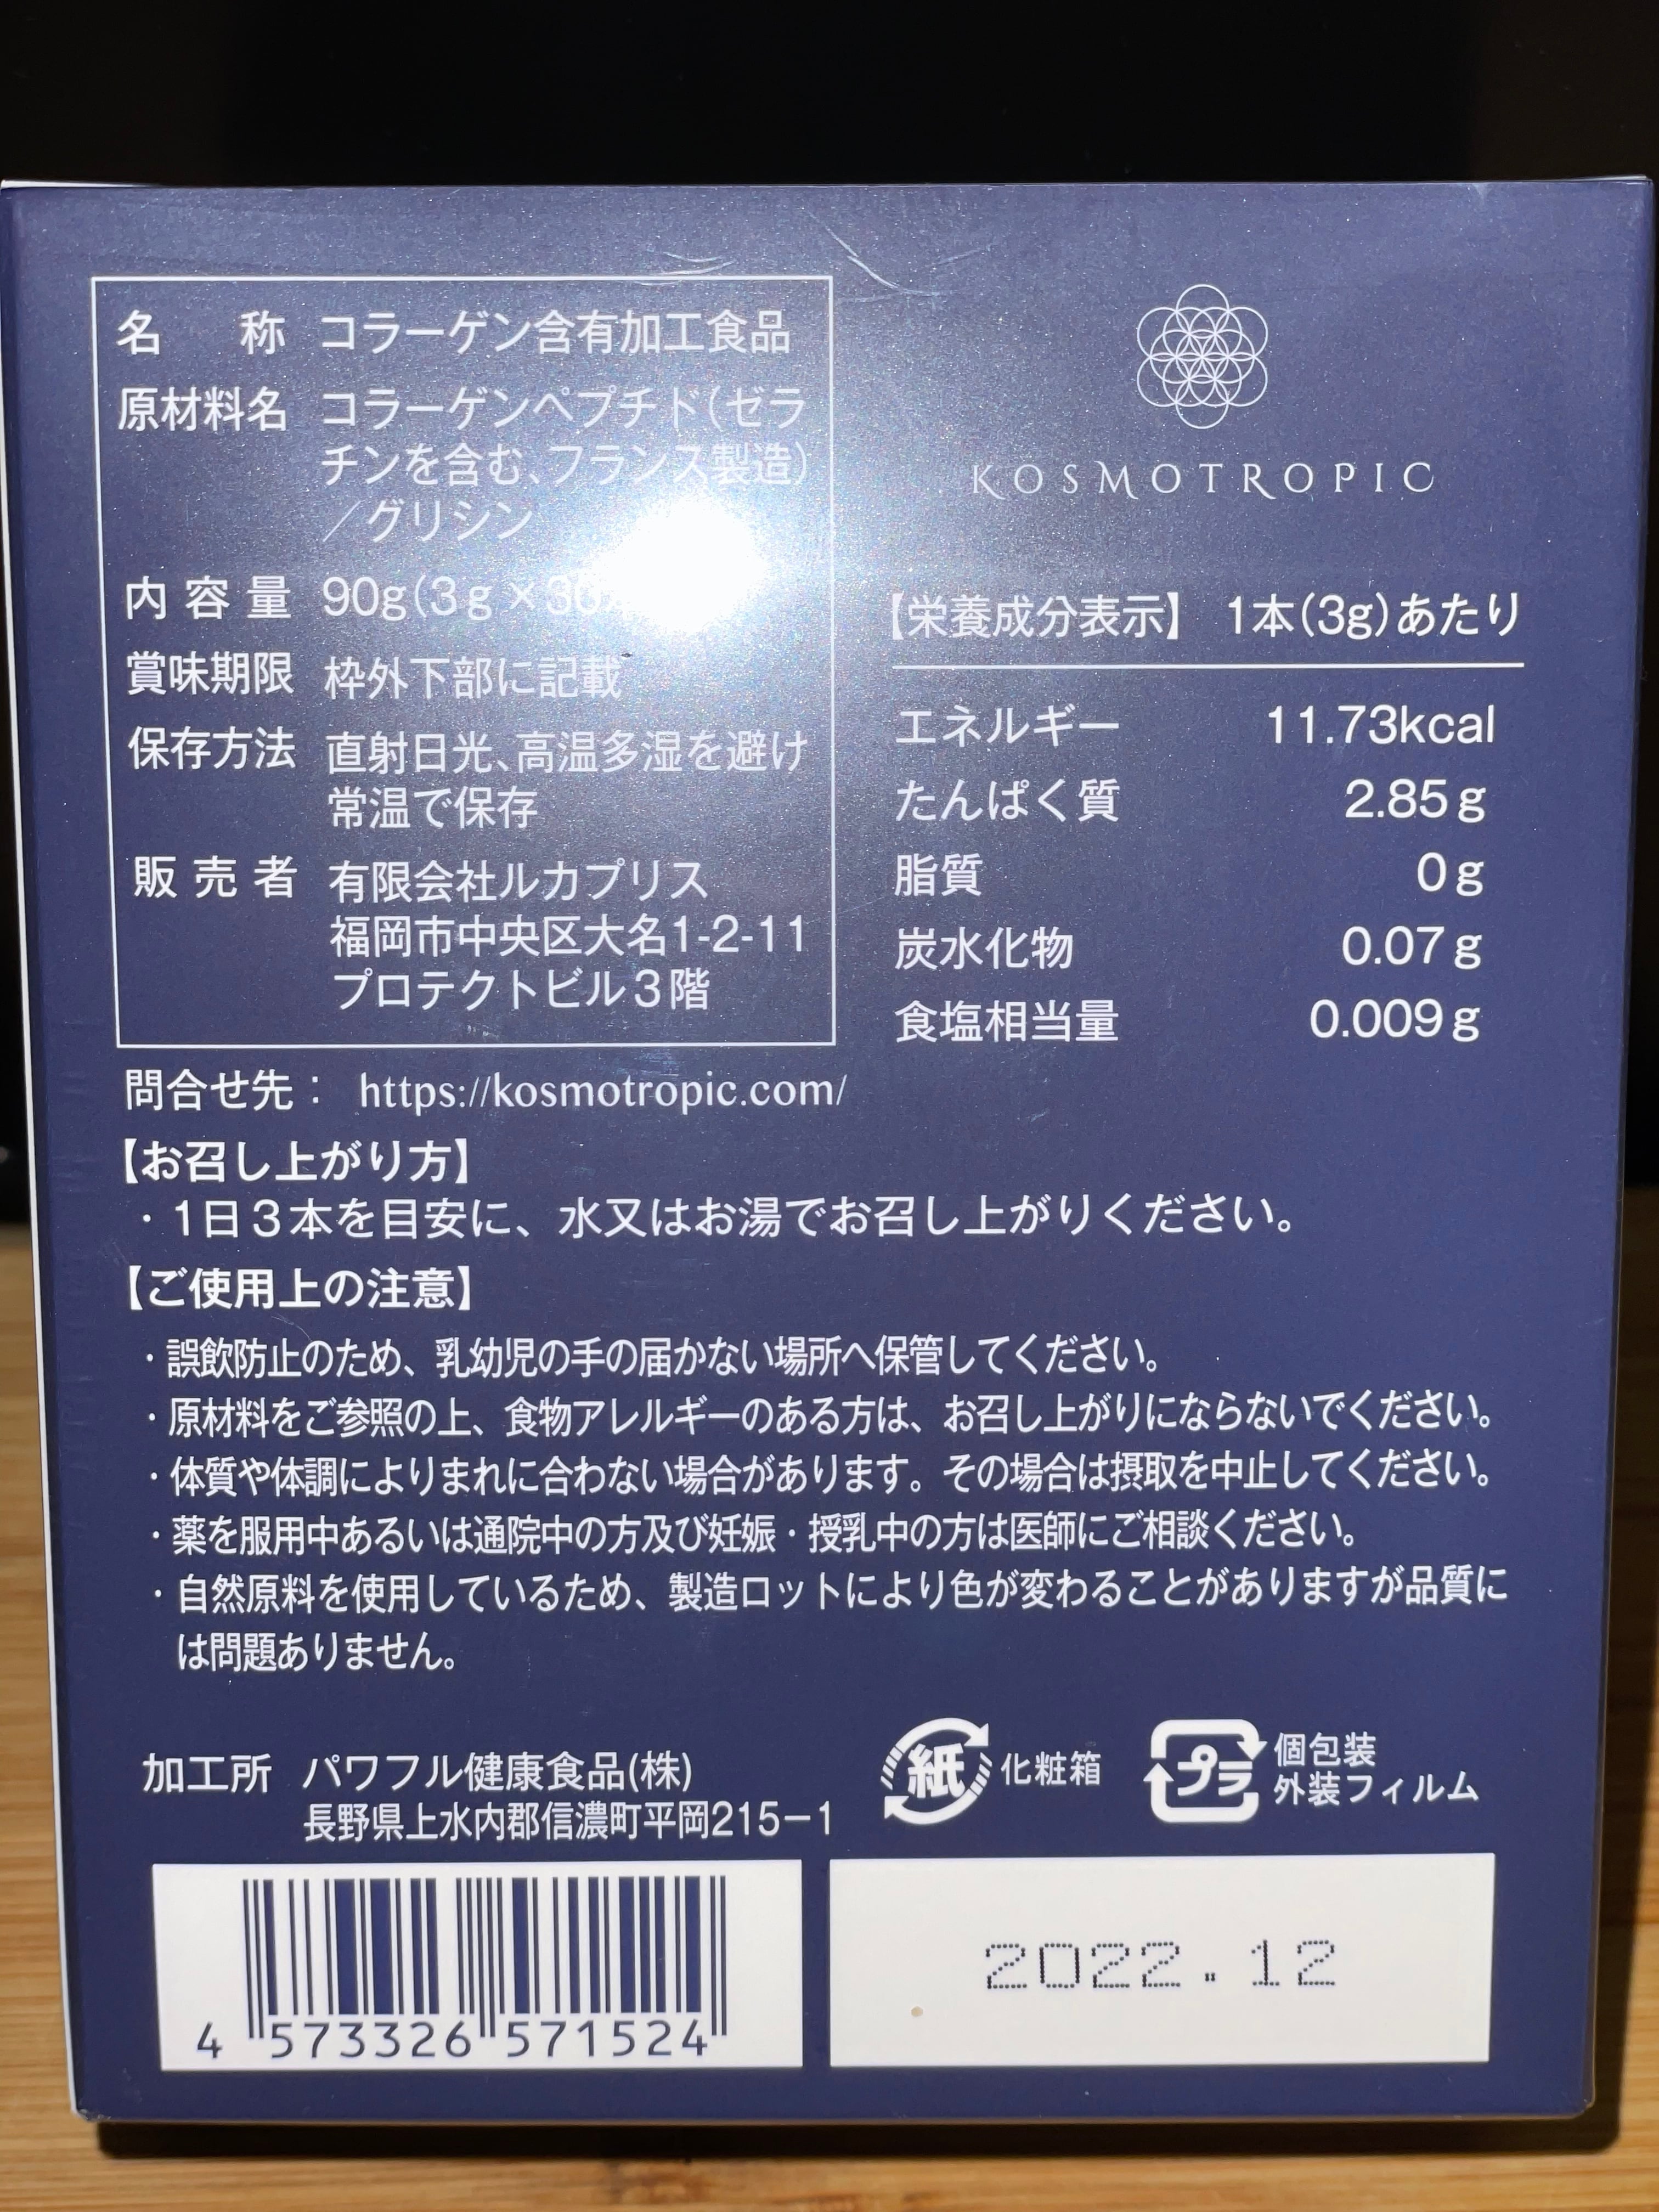 名称 コラーゲン含有加工食品
原材料名 コラーゲンペプチド(ゼラ
チンを含む、フランス製造)
/グリシン
内容量 90g(3g×30
賞味期限 枠外下部に記載
保存方法 直射日光、高温多湿を避け
常温で保存
販売者 有限会社ルカプリス
福岡市中央区大名1-2-11
プロテクトビル3階
KOSMOTROPIC
【栄養成分表示】 1本(3g)あたり
エネルギー 11.73kcal
たんぱく質 2.85g
脂質 0g
炭水化物 0.07g
食塩相当量 0.009g
問合せ先: https://kosmotropic.com/
【お召し上がり方】
・1日3本を目安に、水又はお湯でお召し上がりください。
【ご使用上の注意】
・誤飲防止のため、乳幼児の手の届かない場所へ保管してください。
・原材料をご参照の上、食物アレルギーのある方は、お召し上がりにならないでください。
・体質や体調によりまれに合わない場合があります。その場合は摂取を中止してください。
・薬を服用中あるいは通院中の方及び妊娠・授乳中の方は医師にご相談ください。
・自然原料を使用しているため、製造ロットにより色が変わることがありますが品質に
は問題ありません。
加工所 パワフル健康食品(株)
長野県上水内郡信濃町平岡215-1
紙 化粧箱
プラ 個包装
外装フィルム
4 573326 571524
2022.12